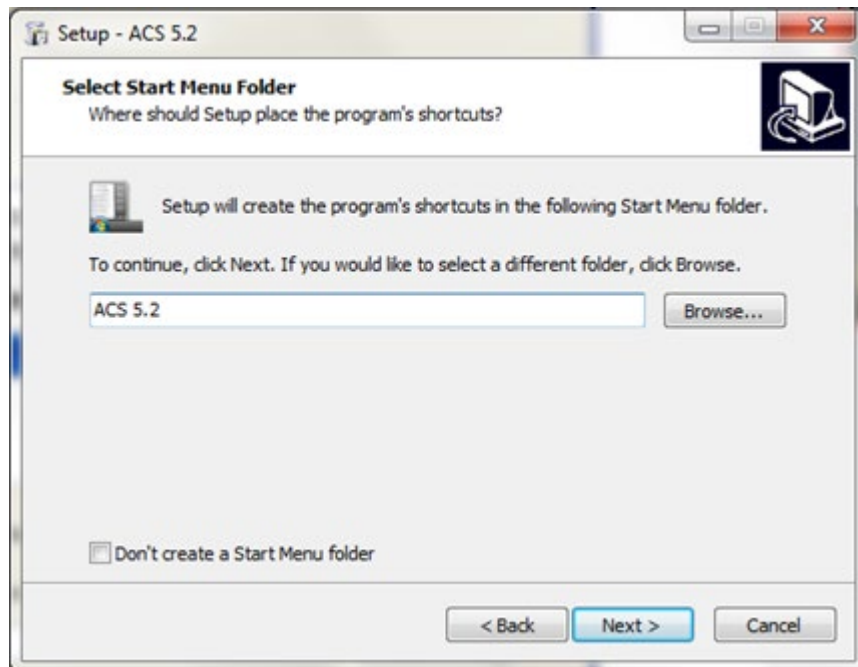 Setup - ACS 5.2
Select Start Menu Folder
Where should Setup place the program's shortcuts?
Setup will create the program's shortcuts in the following Start Menu folder.
To continue, click Next. If you would like to select a different folder, click Browse.
ACS 5.2
Browse...
Don't create a Start Menu folder
< Back
Next >
Cancel